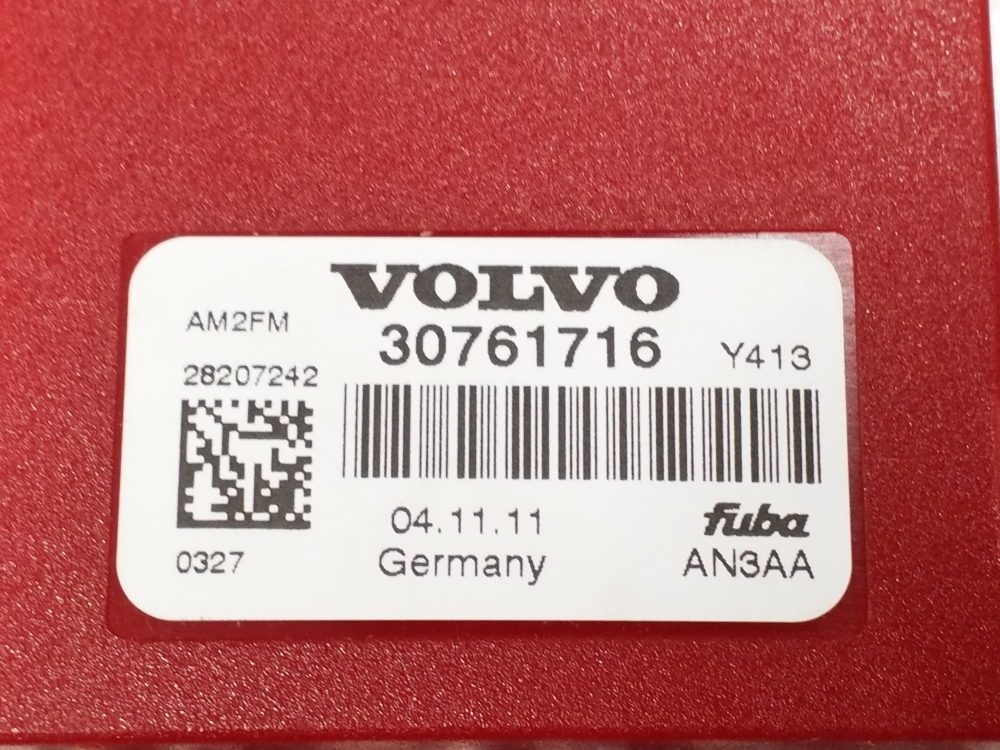 VOLVO
AM2FM
30761716
Y413
28207242
04.11.11
fuba
0327
Germany
AN3AA